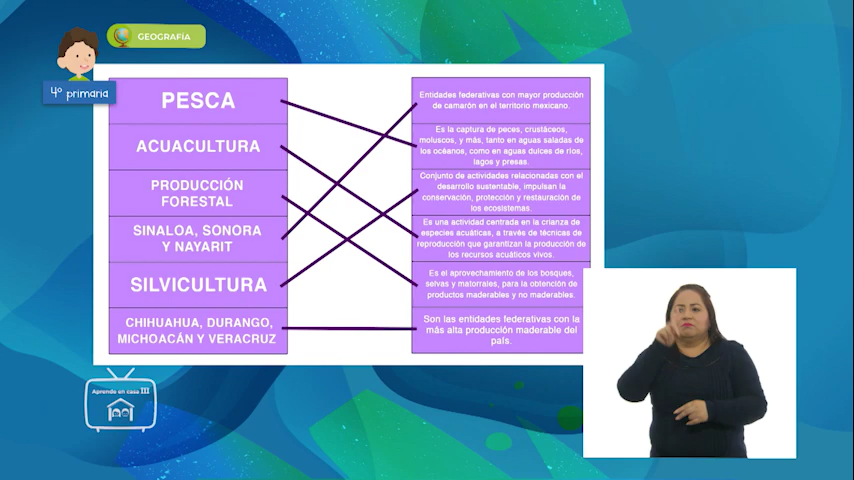 GEOGRAFÍA
4º primaria
PESCA
ACUACULTURA
PRODUCCIÓN
FORESTAL
SINALOA, SONORA
Y NAYARIT
SILVICULTURA
CHIHUAHUA, DURANGO,
MICHOACÁN Y VERACRUZ
Entidades federativas con mayor producción
de camarón en el territorio mexicano.
Es la captura de peces, crustáceos,
moluscos, y más, tanto en aguas saladas de
los océanos, como en aguas dulces de ríos,
lagos y presas.
Conjunto de actividades relacionadas con el
desarrollo sustentable, impulsan la
conservación, protección y restauración de
los ecosistemas.
Es una actividad centrada en la crianza de
especies acuáticas, a través de técnicas de
reproducción que garantizan la producción de
los recursos acuáticos vivos.
Es el aprovechamiento de los bosques,
selvas y matorrales, para la obtención de
productos maderables y no maderables.
Son las entidades federativas con la
más alta producción maderable del
país.
Aprende en casa III